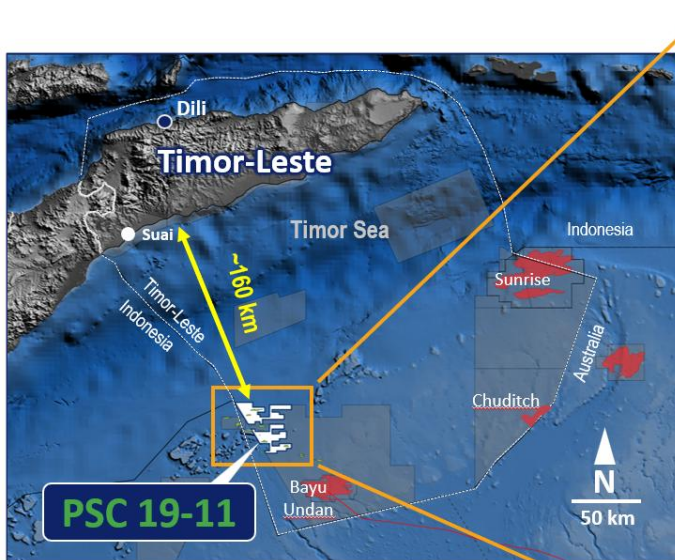 Dili
Timor-Leste
Suai
Timor Sea
Indonesia
Sunrise
~160 km
Timor-Leste
Indonesia
Australia
Chuditch
Bayu
Undan
PSC 19-11
N
50 km